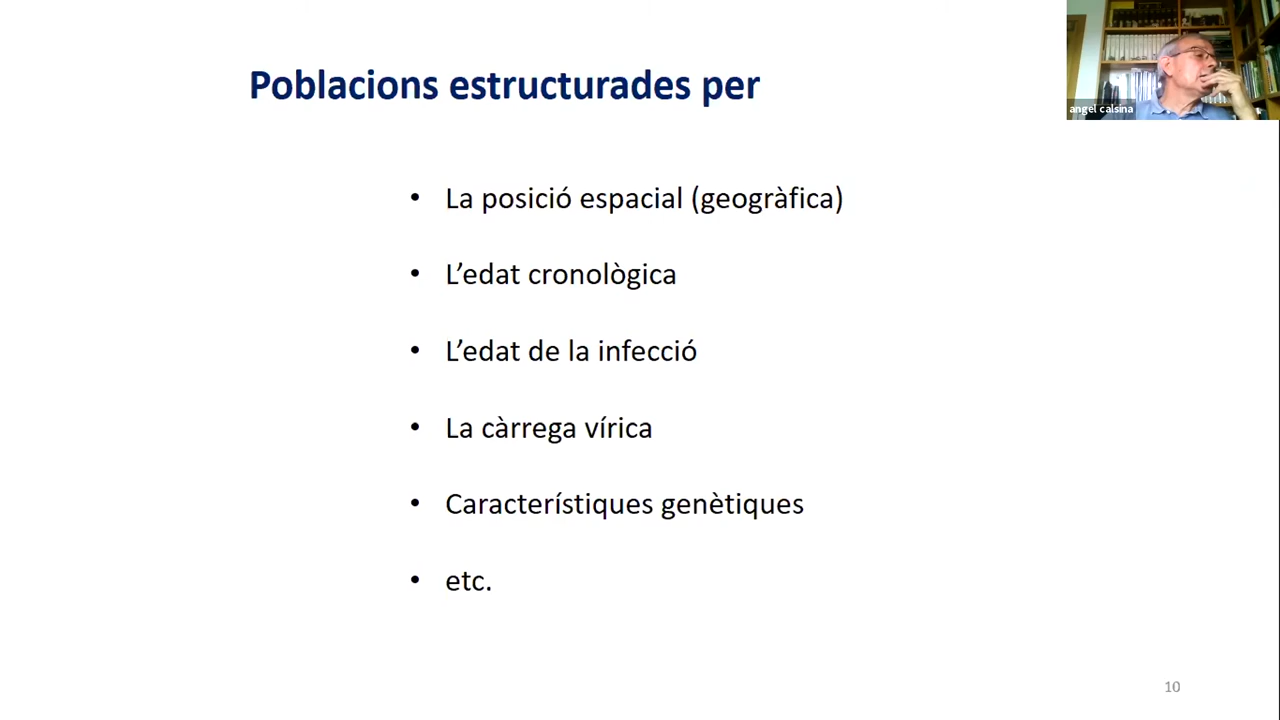 Poblacions estructurades per
angel calsina
• La posició espacial (geogràfica)
• L’edat cronològica
• L’edat de la infecció
• La càrrega vírica
• Característiques genètiques
• etc.
10